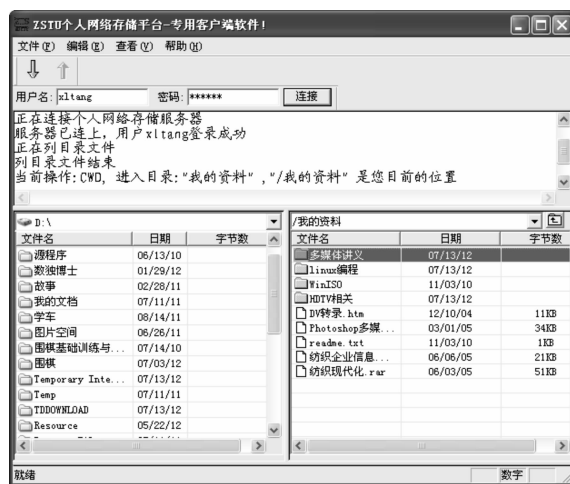 ZSTU个人网络存储平台-专用客户端软件!
文件(F) 编辑(E) 查看(V) 帮助(H)
用户名: xltang 密码: ****** 连接
正在连接个人网络存储服务器
服务器已连上, 用户xltang登录成功
正在列目录文件
列目录文件结束
当前操作:CWD, 进入目录:"我的资料" ,"/我的资料" 是您目前的位置
D:\
文件名 日期 字节数
源程序 06/13/10
数独博士 01/29/12
故事 02/28/11
我的文档 07/11/11
学车 08/14/11
图片空间 06/26/11
围棋基础训练与... 07/14/10
围棋 07/03/12
Temporary Inte... 07/13/12
Temp 07/11/11
TDDOWNLOAD 07/13/12
Resource 05/22/12
/我的资料
文件名 日期 字节数
多媒体讲义 07/13/12
linux编程 07/13/12
WinISO 11/03/10
HDTV相关 07/13/12
DV转录.htm 12/10/04 11KB
Photoshop多媒... 03/01/05 34KB
readme.txt 11/03/10 1KB
纺织企业信息... 06/06/05 21KB
纺织现代化.rar 06/03/05 51KB
就绪 数字